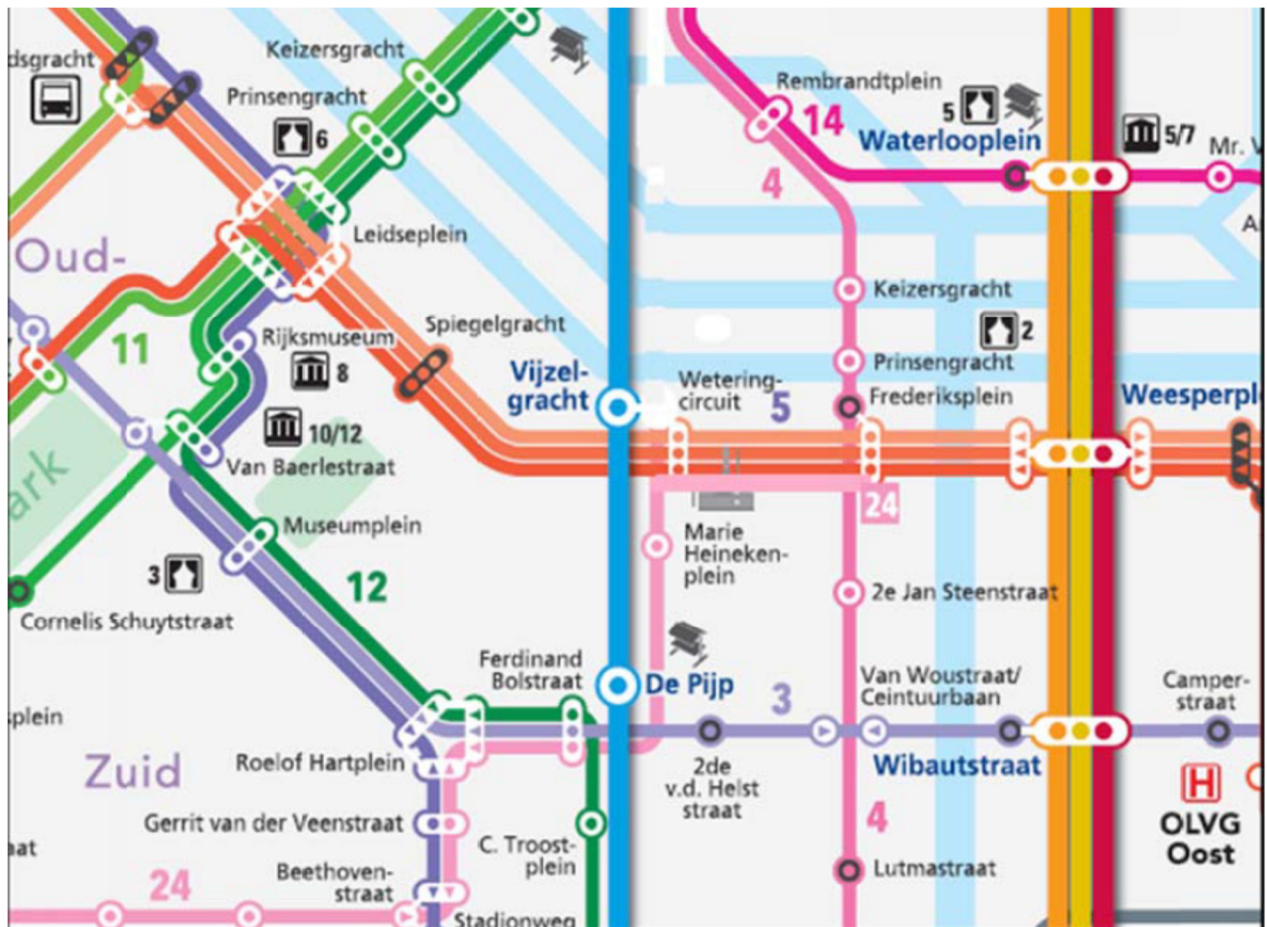 dsgracht
Keizersgracht
Prinsengracht
6
Rembrandtplein
14
4
5
Waterlooplein
5/7
Mr. V
A
Oud-
Leidseplein
Keizersgracht
11
Rijksmuseum
8
Spiegelgracht
Prinsengracht
2
Vijzel-
gracht
Wetering-
circuit
5
Frederiksplein
Weesperpl
10/12
Van Baerlestraat
ark
24
Museumplein
Marie
Heineken-
plein
3
12
2e Jan Steenstraat
Cornelis Schuytstraat
Ferdinand
Bolstraat
De Pijp
3
Van Woustraat/
Ceintuurbaan
Camper-
straat
splein
Zuid
Roelof Hartplein
2de
v.d. Helst
straat
Wibautstraat
H
OLVG
Oost
Gerrit van der Veenstraat
C. Troost-
plein
4
aat
24
Beethoven-
straat
Lutmastraat
Stadionweg